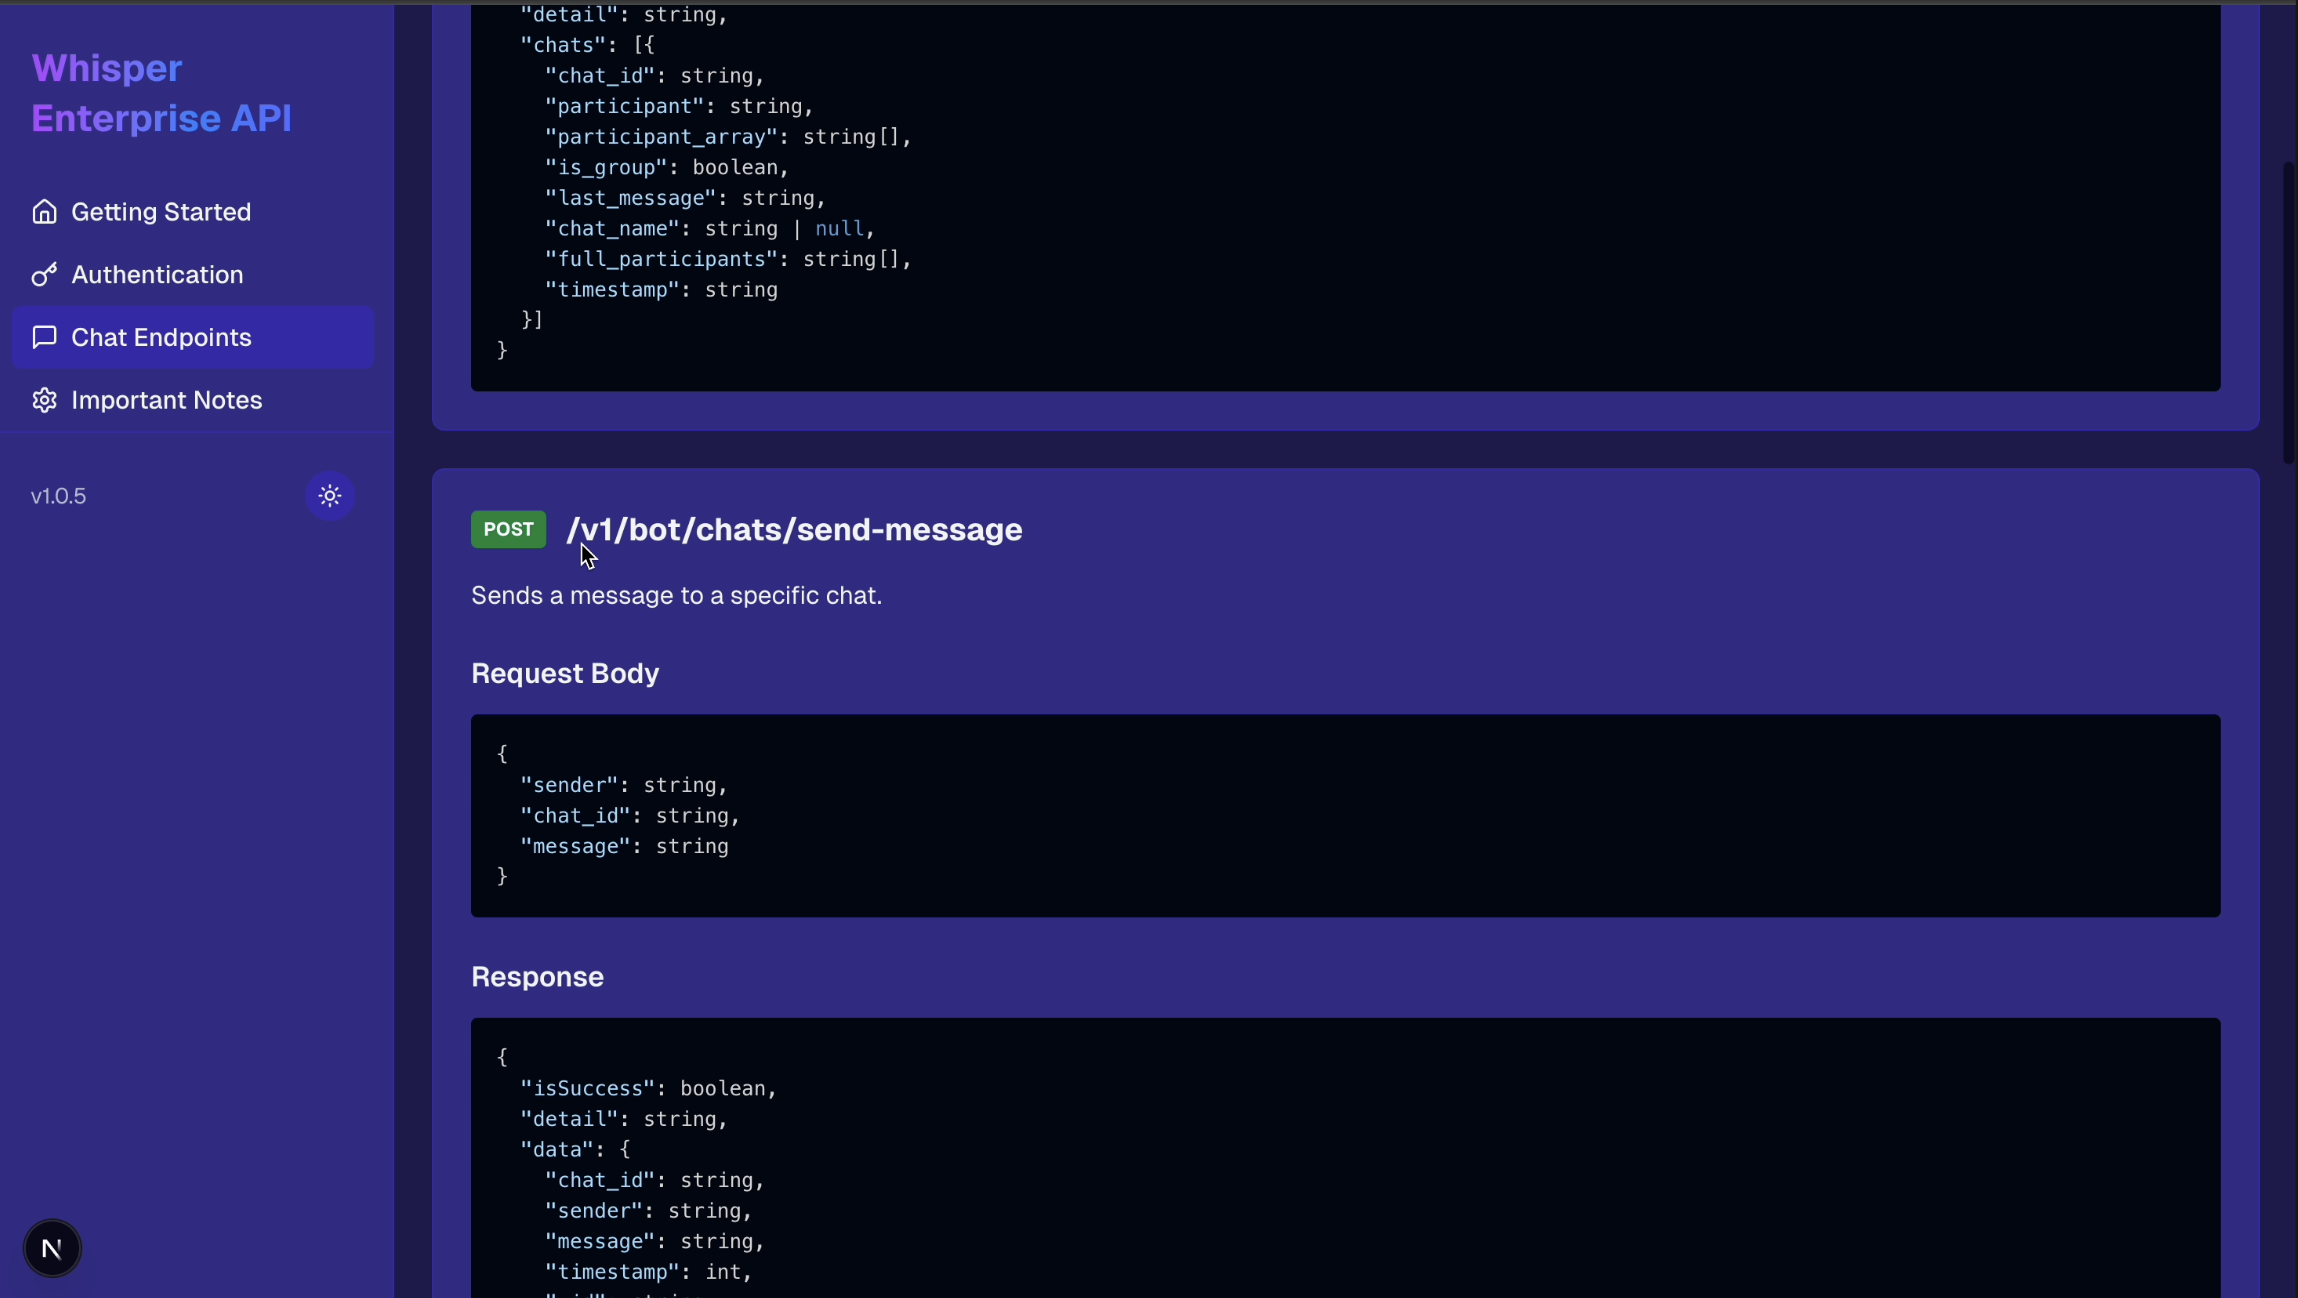 Whisper
Enterprise API
Getting Started
Authentication
Chat Endpoints
Important Notes
v1.0.5
N
"detail": string,
"chats": [{
"chat_id": string,
"participant": string,
"participant_array": string[],
"is_group": boolean,
"last_message": string,
"chat_name": string | null,
"full_participants": string[],
"timestamp": string
}]
}
POST /v1/bot/chats/send-message
Sends a message to a specific chat.
Request Body
{
"sender": string,
"chat_id": string,
"message": string
}
Response
{
"isSuccess": boolean,
"detail": string,
"data": {
"chat_id": string,
"sender": string,
"message": string,
"timestamp": int,